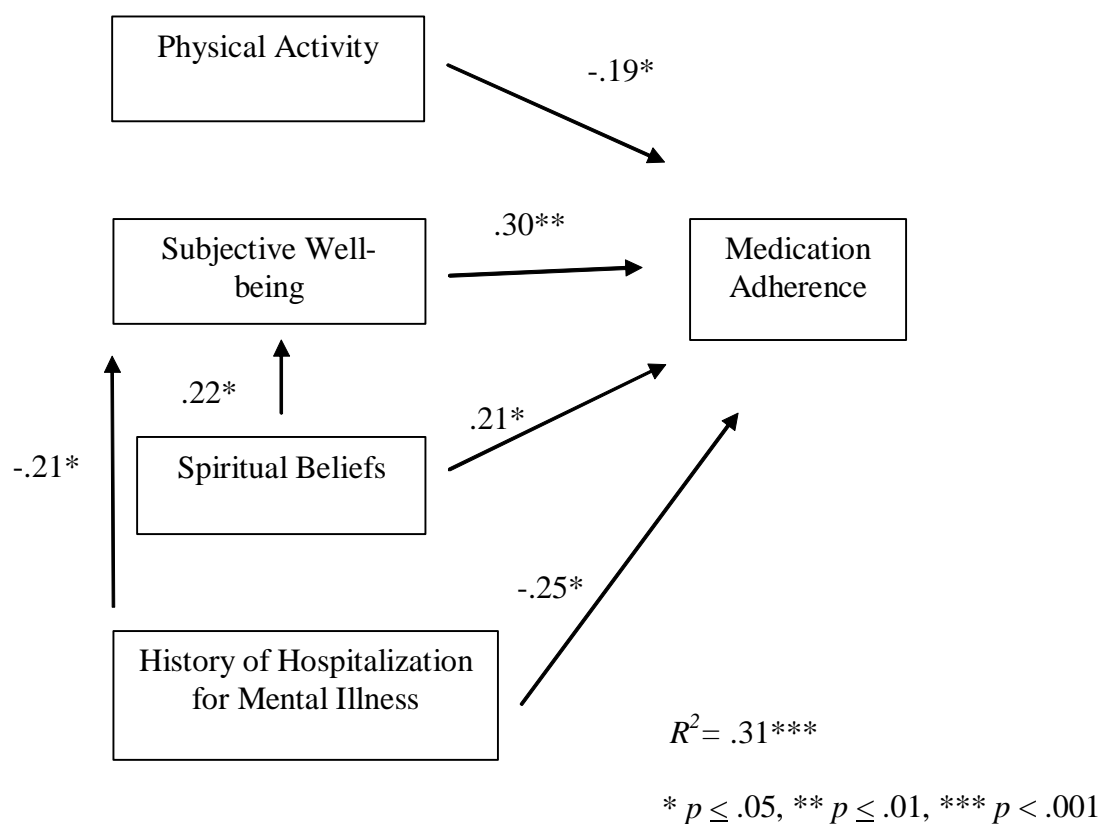 Physical Activity
-.19*
Subjective Well-
being
.30**
Medication
Adherence
.22*
.21*
-.21*
Spiritual Beliefs
-.25*
History of Hospitalization
for Mental Illness
R²= .31***
* p ≤ .05, ** p ≤ .01, *** p < .001